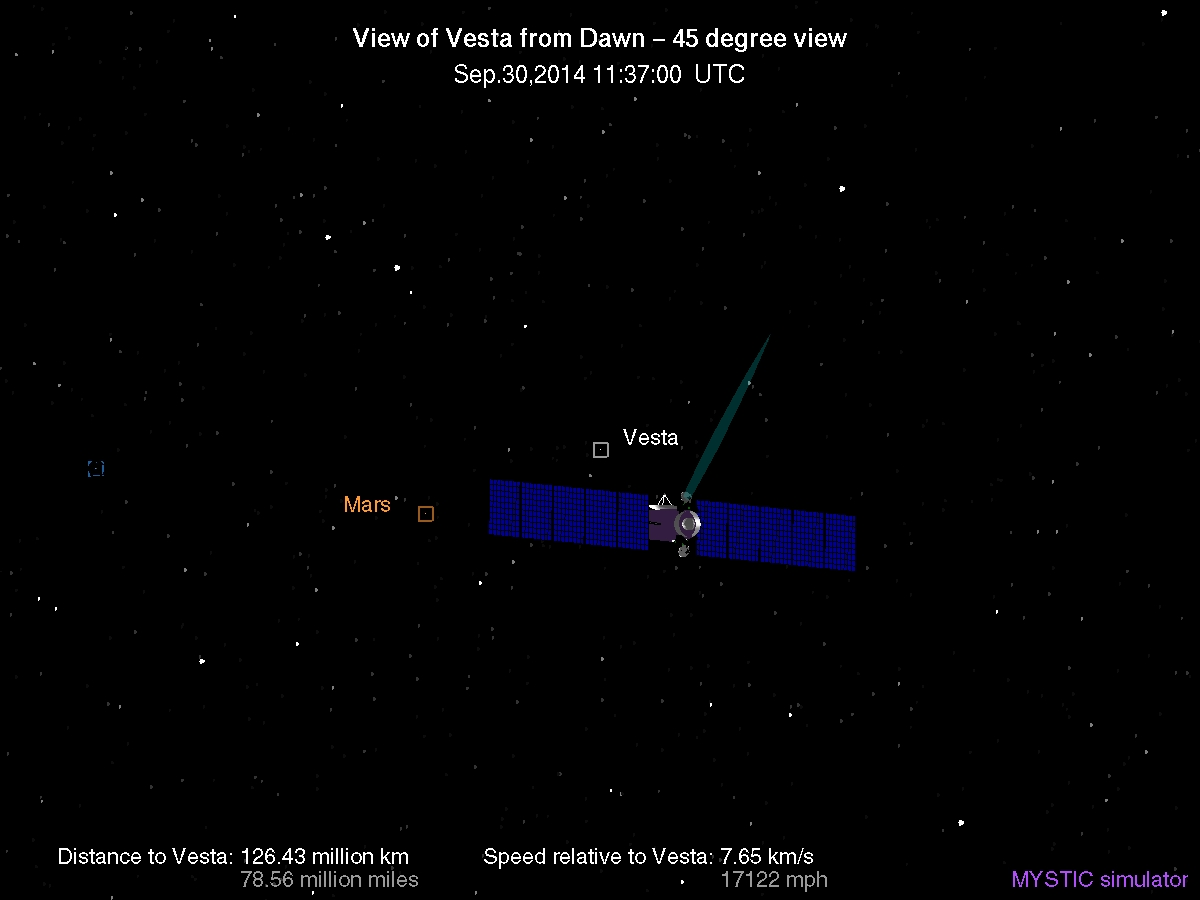 View of Vesta from Dawn – 45 degree view
Sep.30,2014 11:37:00 UTC
Vesta
Mars
Distance to Vesta: 126.43 million km
78.56 million miles
Speed relative to Vesta: 7.65 km/s
17122 mph
MYSTIC simulator